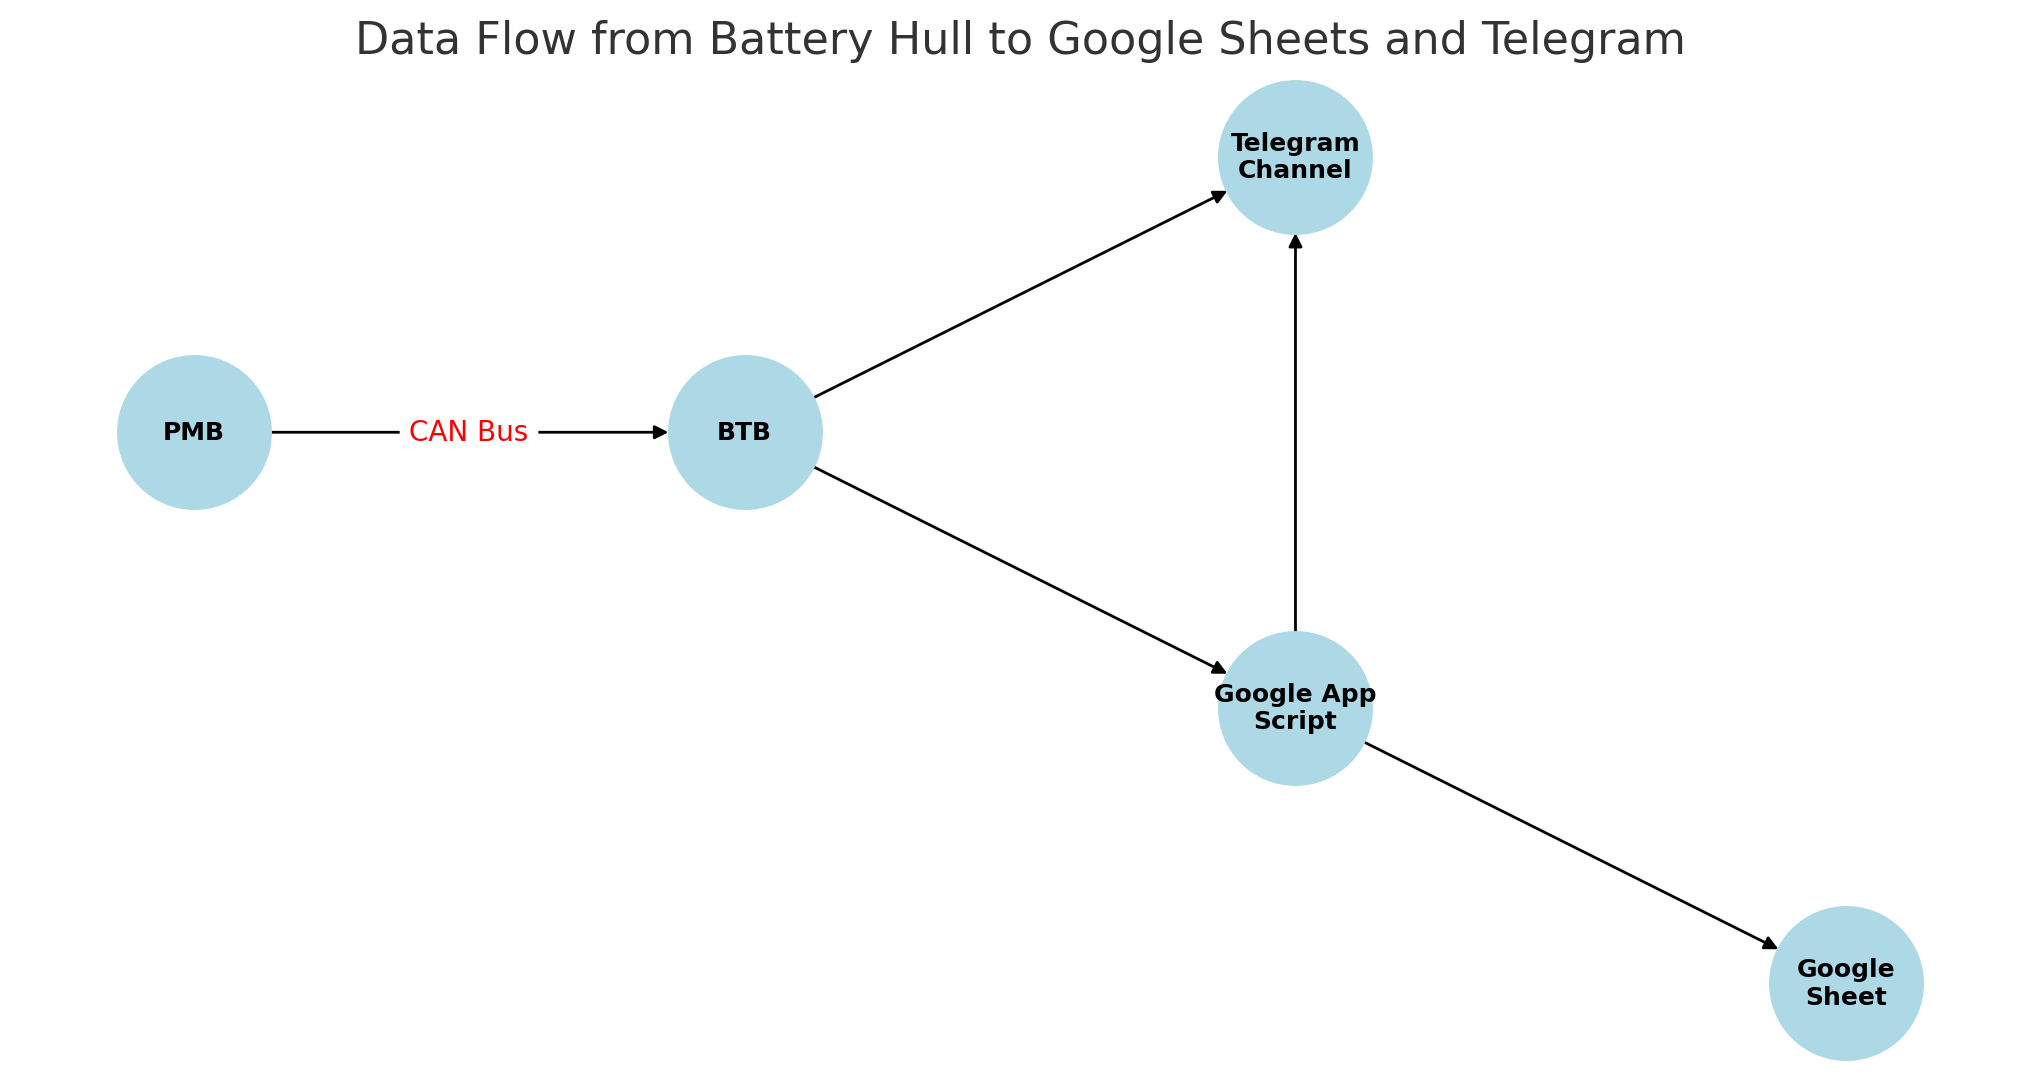 Data Flow from Battery Hull to Google Sheets and Telegram
Telegram
Channel
PMB
CAN Bus
BTB
Google App
Script
Google
Sheet